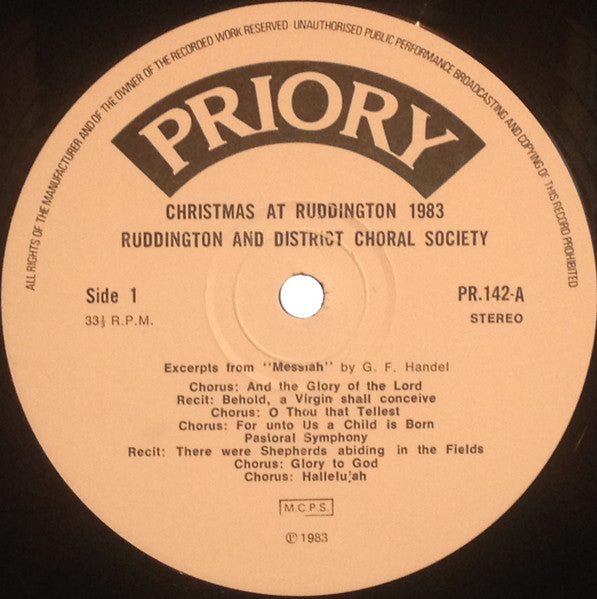 ALL RIGHTS OF THE MANUFACTURER AND OF THE OWNER OF THE RECORDED WORK RESERVED · UNAUTHORISED PUBLIC PERFORMANCE BROADCASTING AND COPYING OF THIS RECORD PROHIBITED
PRIORY
CHRISTMAS AT RUDDINGTON 1983
RUDDINGTON AND DISTRICT CHORAL SOCIETY
Side 1
PR.142-A
33⅓ R.P.M.
STEREO
Excerpts from "Messiah" by G. F. Handel
Chorus: And the Glory of the Lord
Recit: Behold, a Virgin shall conceive
Chorus: O Thou that Tellest
Chorus: For unto Us a Child is Born
Pastoral Symphony
Recit: There were Shepherds abiding in the Fields
Chorus: Glory to God
Chorus: Hallelujah
M.C.P.S.
℗ 1983